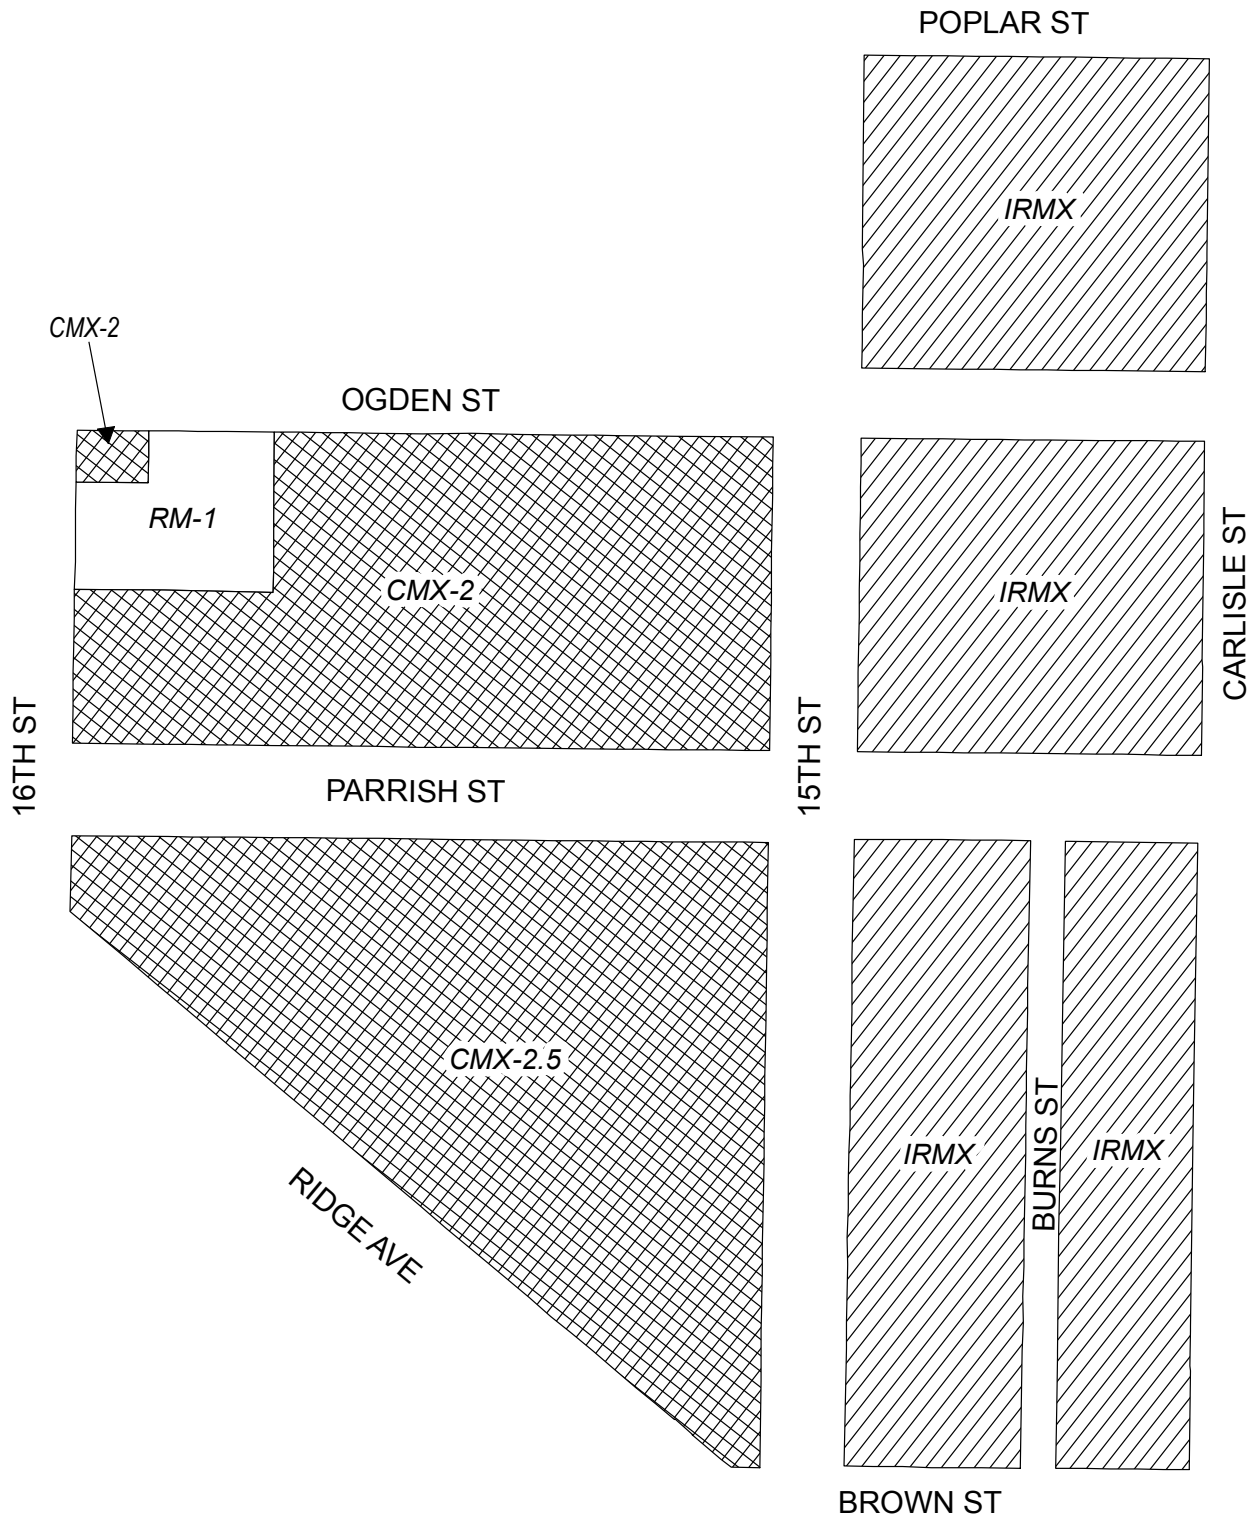 POPLAR ST
IRMX
CMX-2
OGDEN ST
RM-1
CMX-2
IRMX
CARLISLE ST
16TH ST
PARRISH ST
15TH ST
CMX-2.5
RIDGE AVE
IRMX
BURNS ST
IRMX
BROWN ST